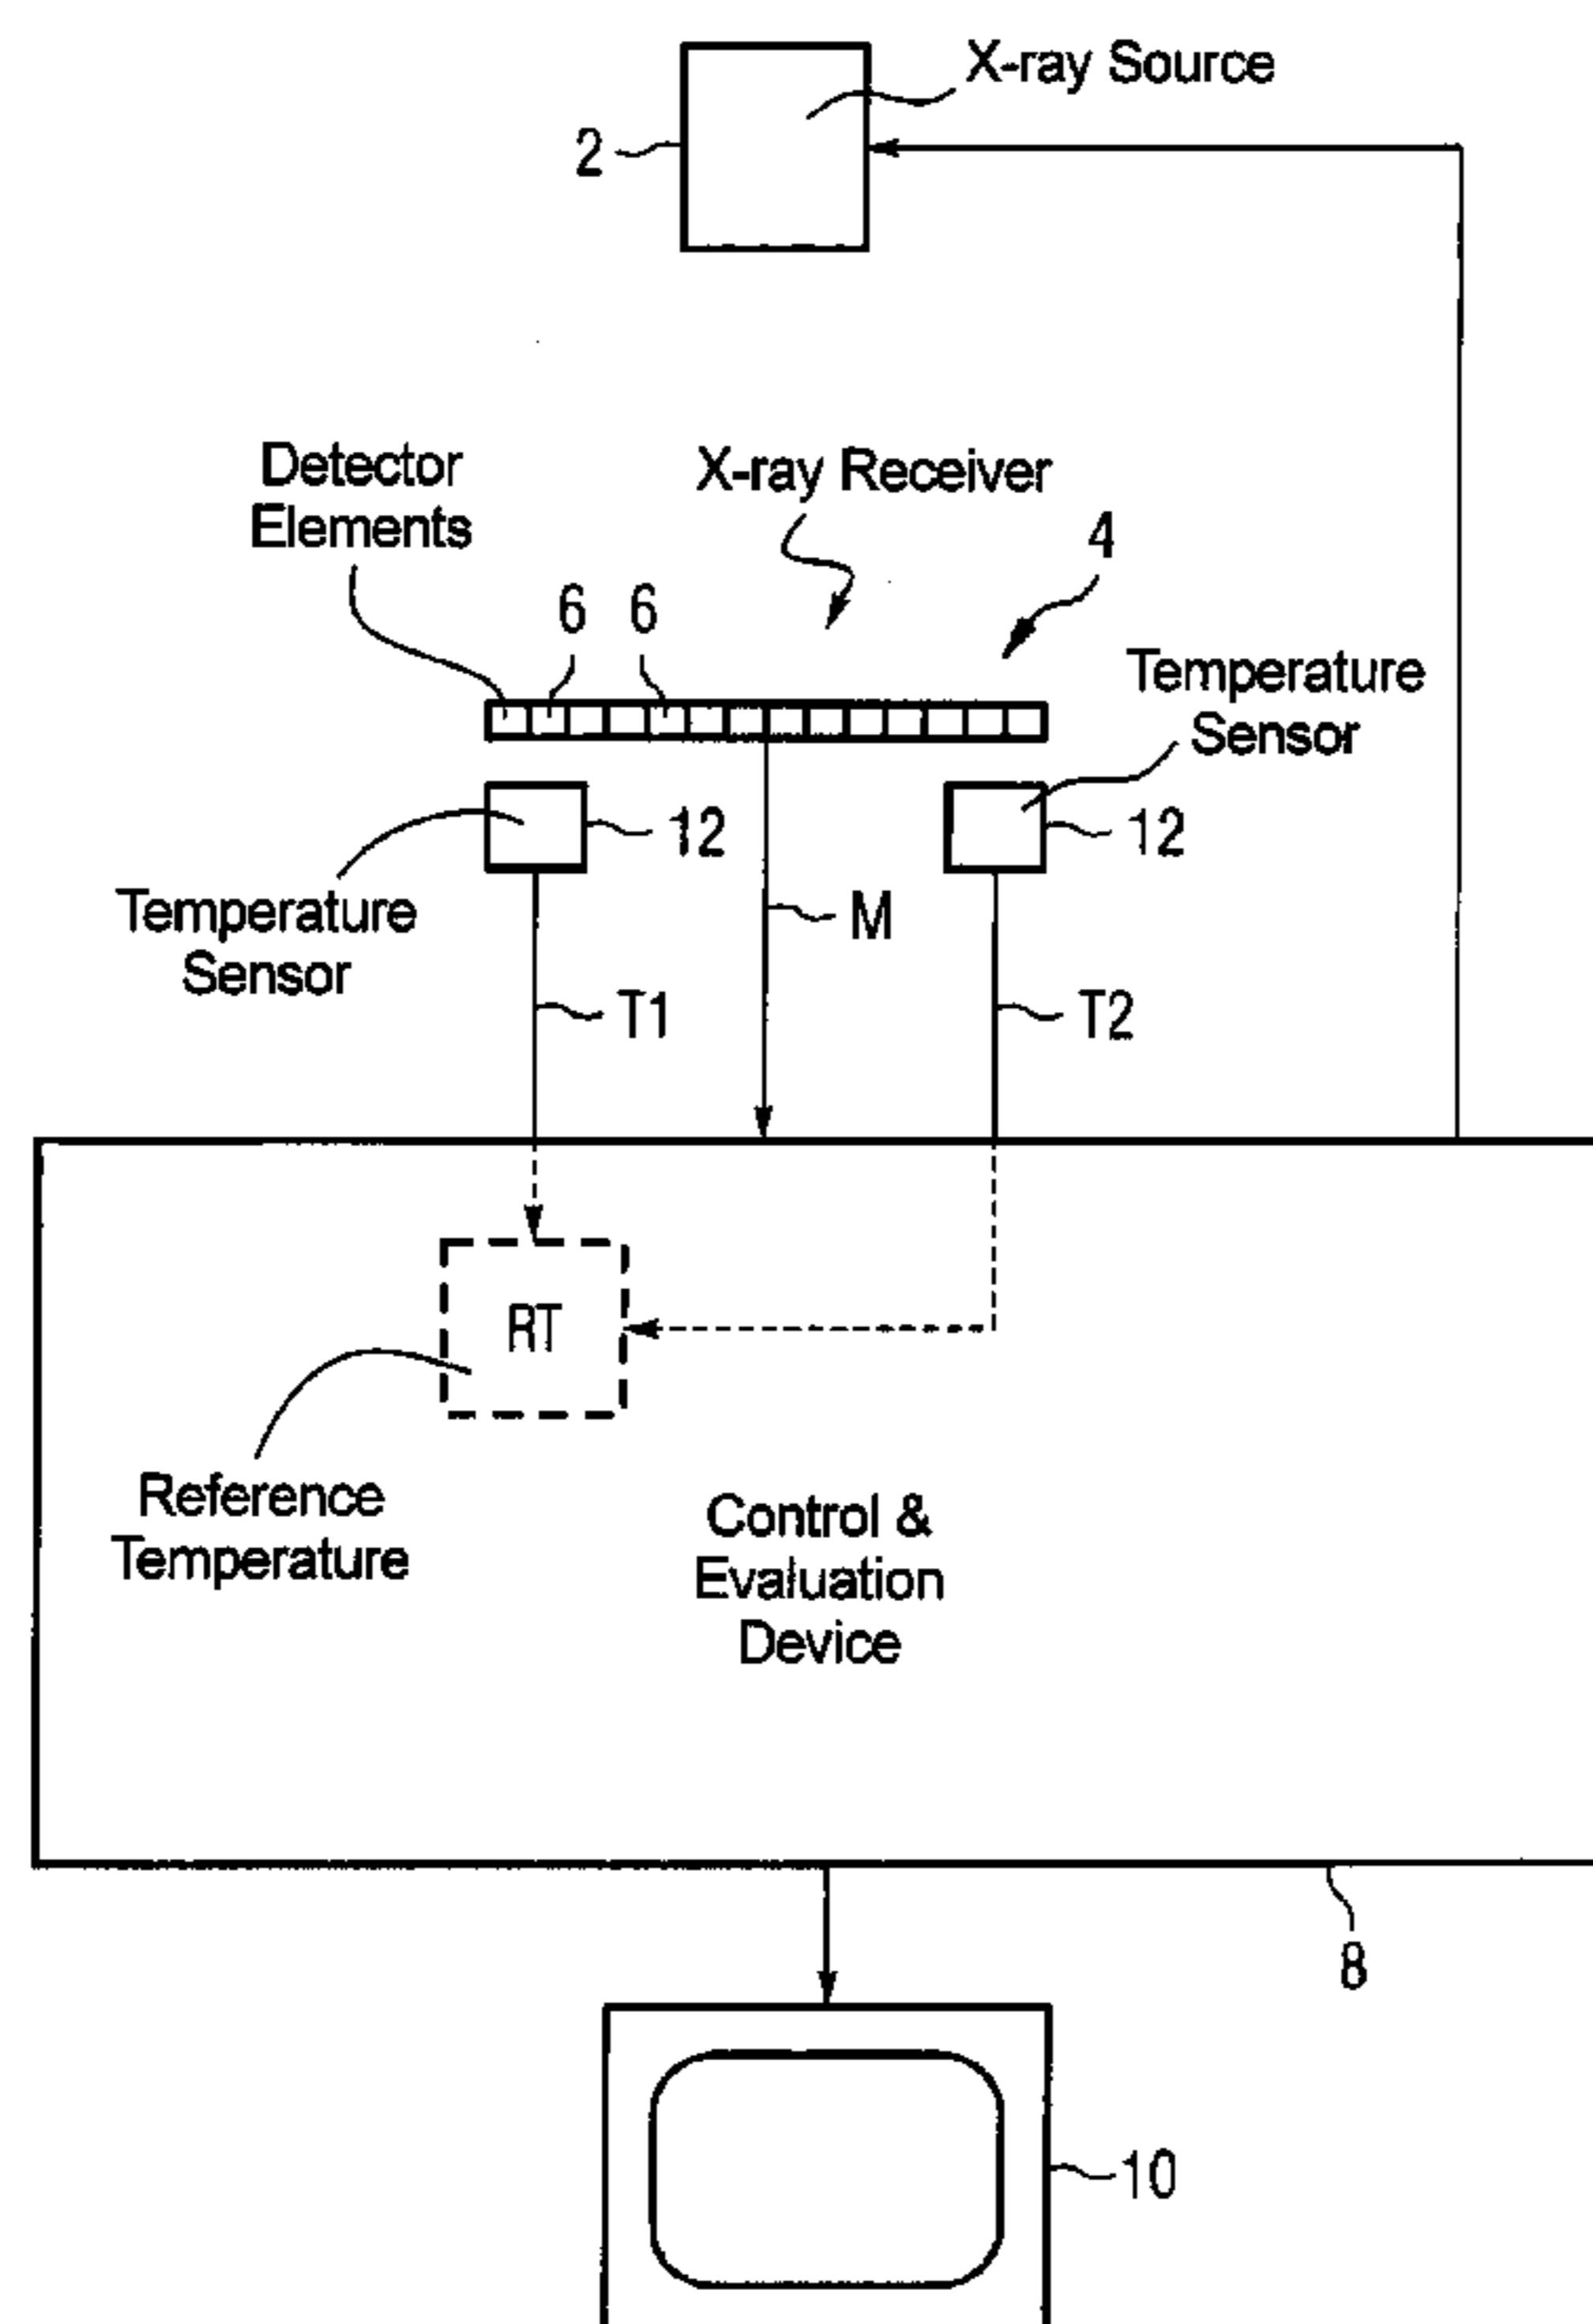 X-ray Source
2
Detector
Elements
X-ray Receiver
4
6 6
Temperature
Sensor
12
12
Temperature
Sensor
M
T1
T2
RT
Reference
Temperature
Control &
Evaluation
Device
8
10